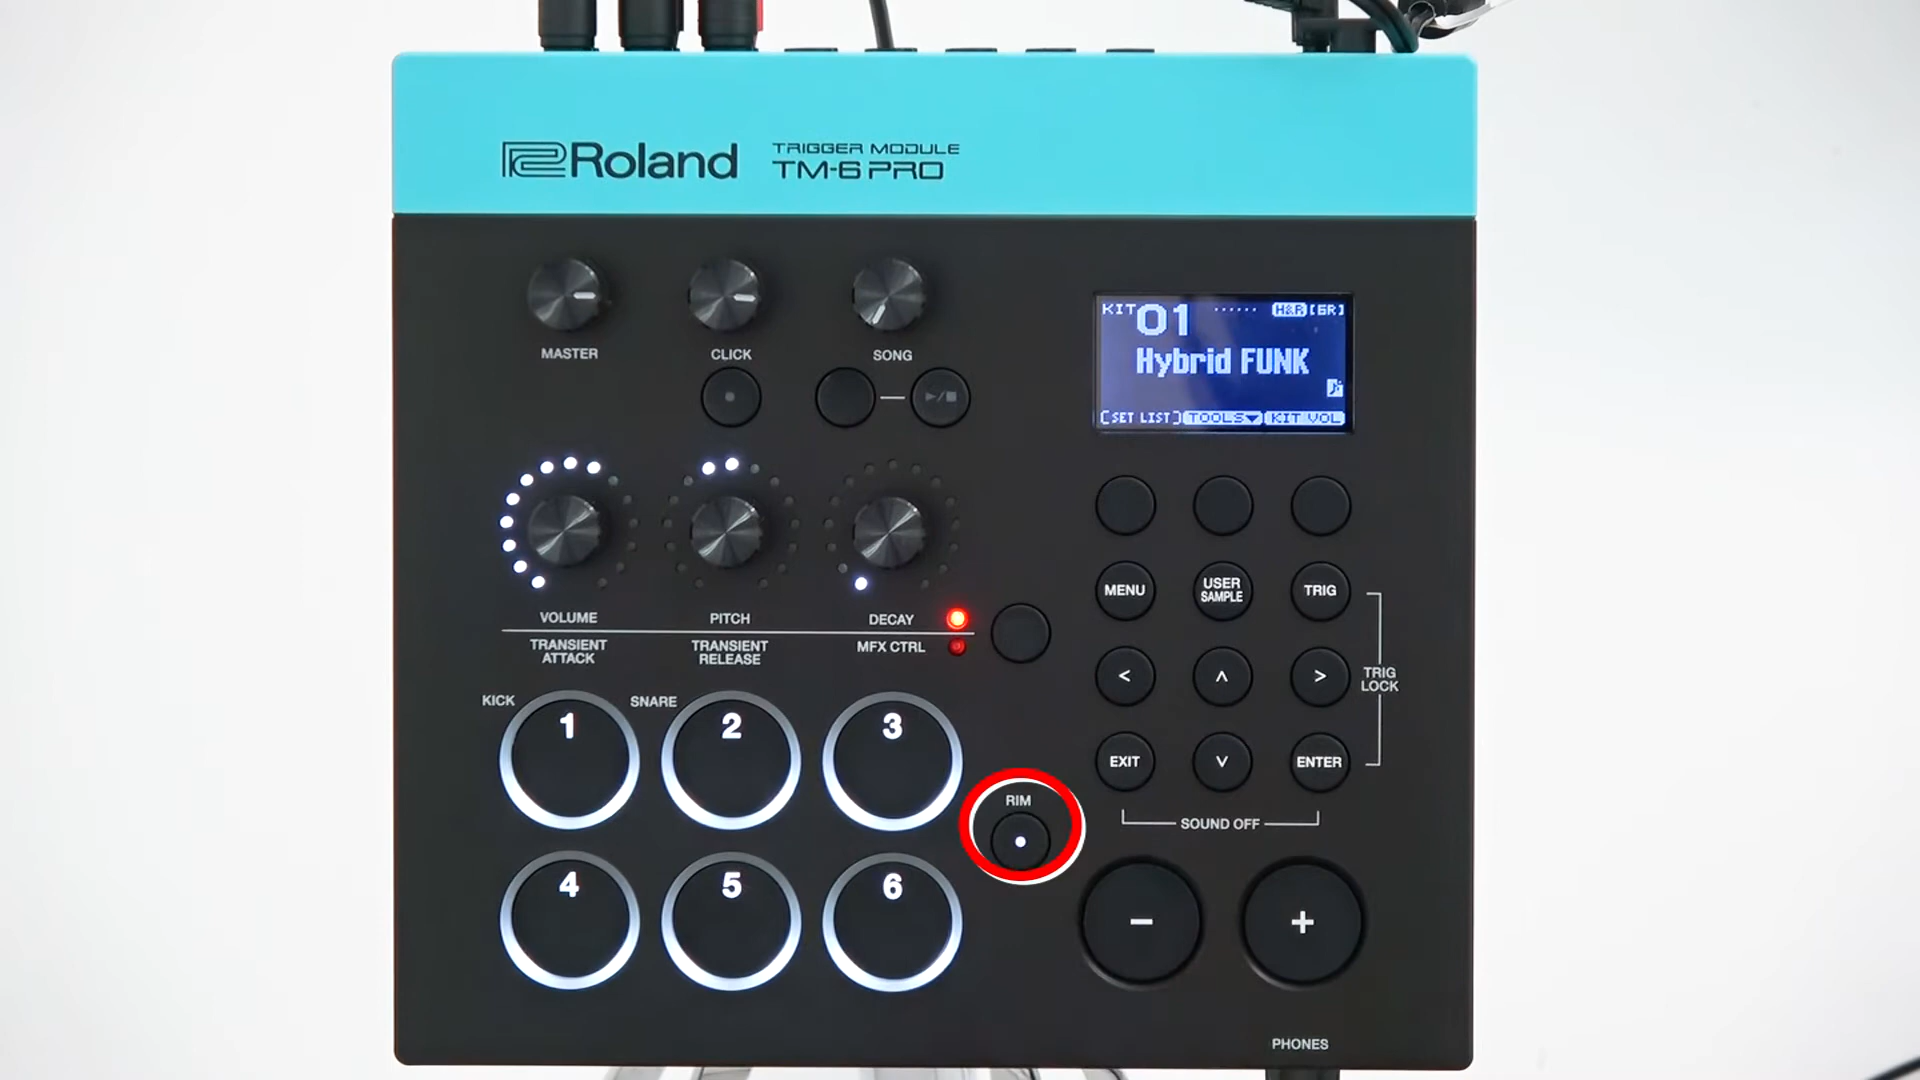 Roland
TRIGGER MODULE
TM-6 PRO
MASTER
CLICK
SONG
KIT 01
H&R [GR]
Hybrid FUNK
[SET LIST] TOOLS▼ KIT VOL
VOLUME
PITCH
DECAY
TRANSIENT
ATTACK
TRANSIENT
RELEASE
MFX CTRL
MENU
USER
SAMPLE
TRIG
<
^
>
TRIG
LOCK
EXIT
v
ENTER
SOUND OFF
KICK
1
SNARE
2
3
RIM
4
5
6
-
+
PHONES